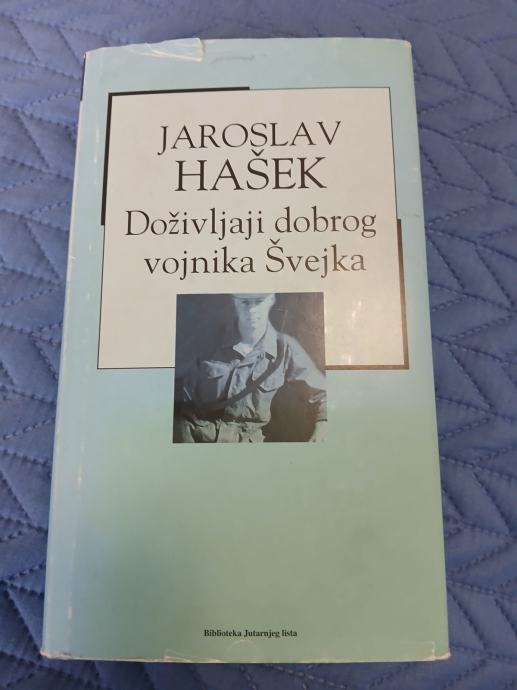 JAROSLAV
HAŠEK
Doživljaji dobrog
vojnika Švejka
Biblioteka Jutarnjeg lista